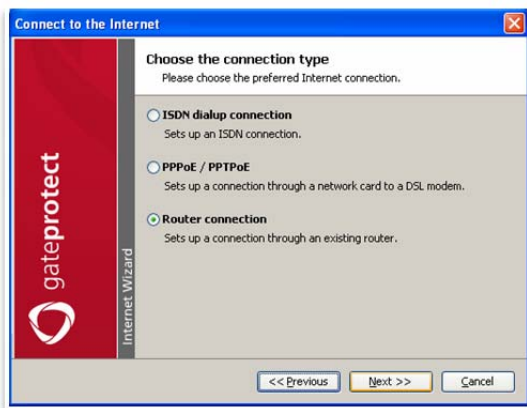 Connect to the Internet
Choose the connection type
Please choose the preferred Internet connection.
ISDN dialup connection
Sets up an ISDN connection.
PPPoE / PPTPoE
Sets up a connection through a network card to a DSL modem.
Router connection
Sets up a connection through an existing router.
gateprotect
Internet Wizard
<< Previous
Next >>
Cancel